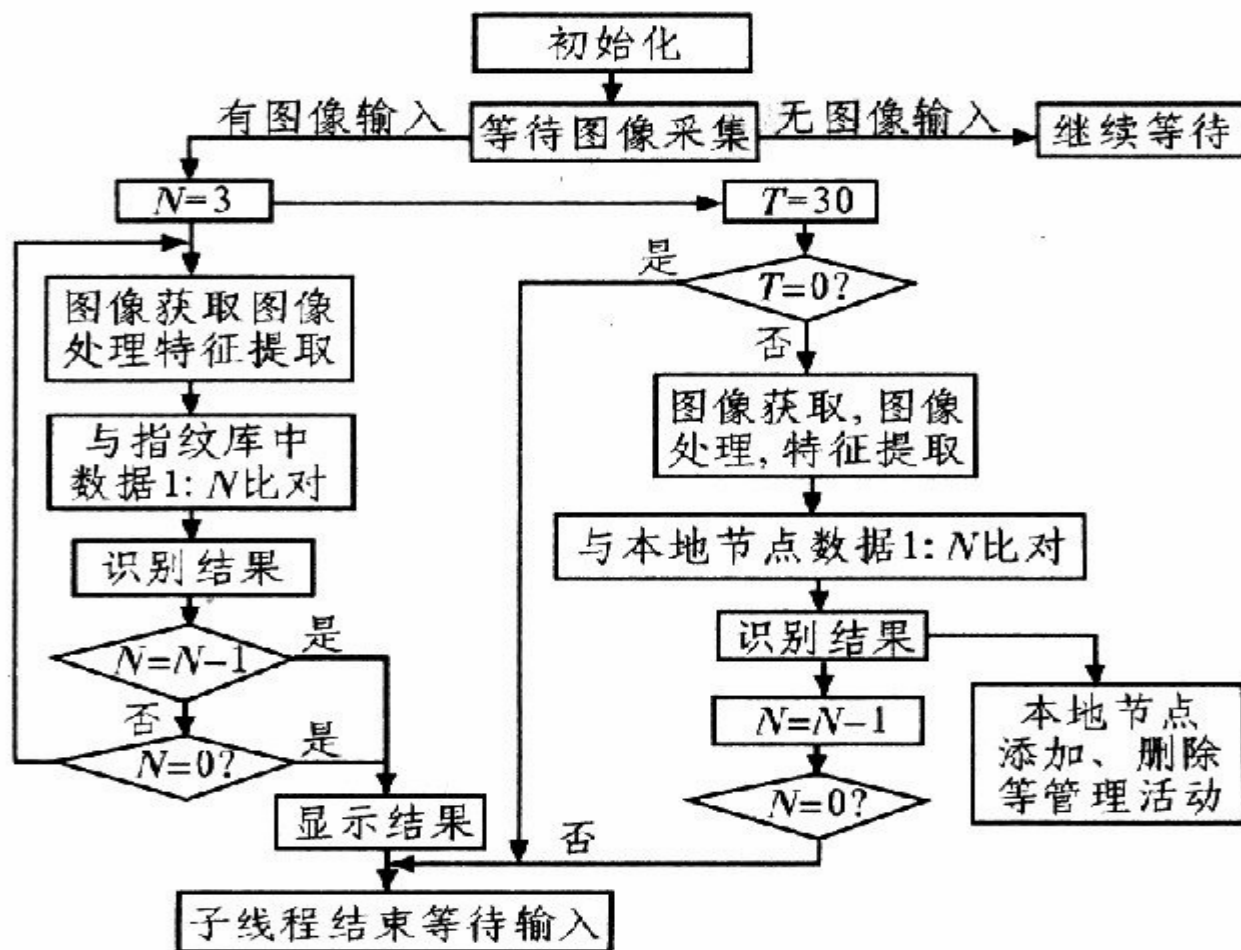 初始化
有图像输入
等待图像采集
无图像输入
继续等待
N=3
T=30
是
T=0?
否
图像获取图像
处理特征提取
图像获取,图像
处理,特征提取
与指纹库中
数据1:N比对
与本地节点数据1:N比对
识别结果
识别结果
N=N-1
是
否
N=0?
是
N=N-1
本地节点
添加、删除
等管理活动
N=0?
显示结果
否
子线程结束等待输入